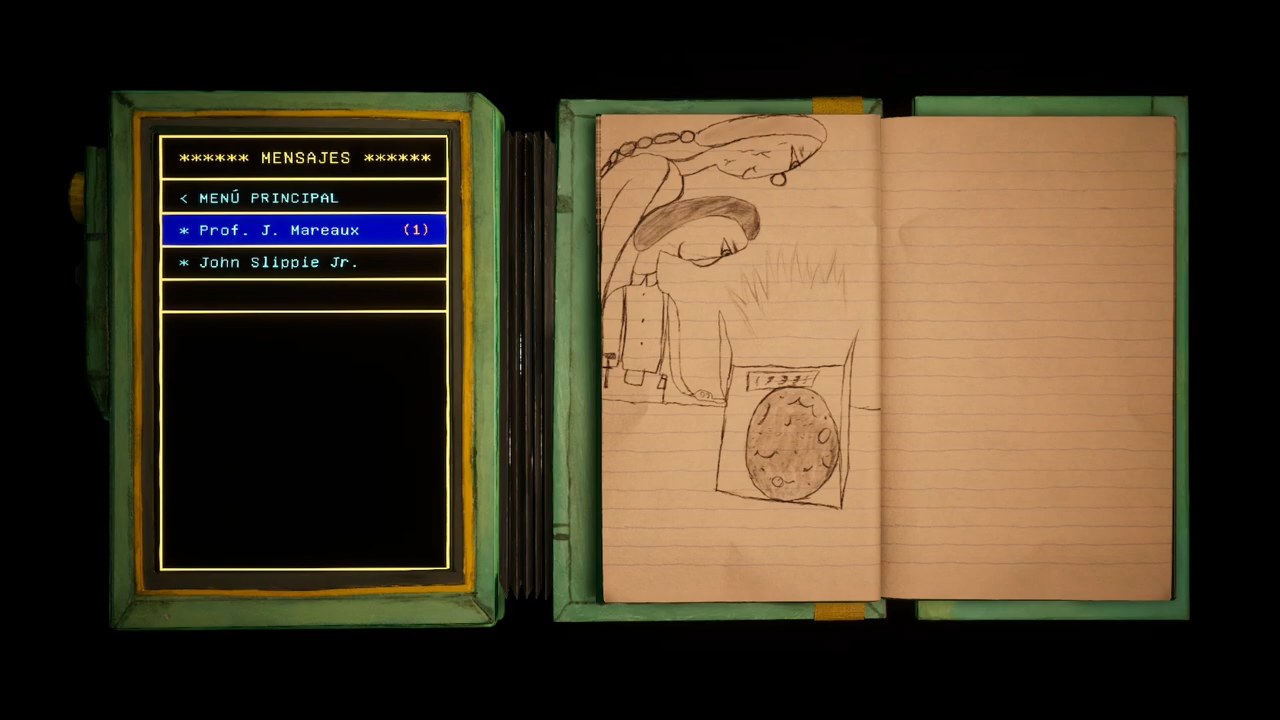 ****** MENSAJES ******
< MENÚ PRINCIPAL
* Prof. J. Mareaux (1)
* John Slippie Jr.